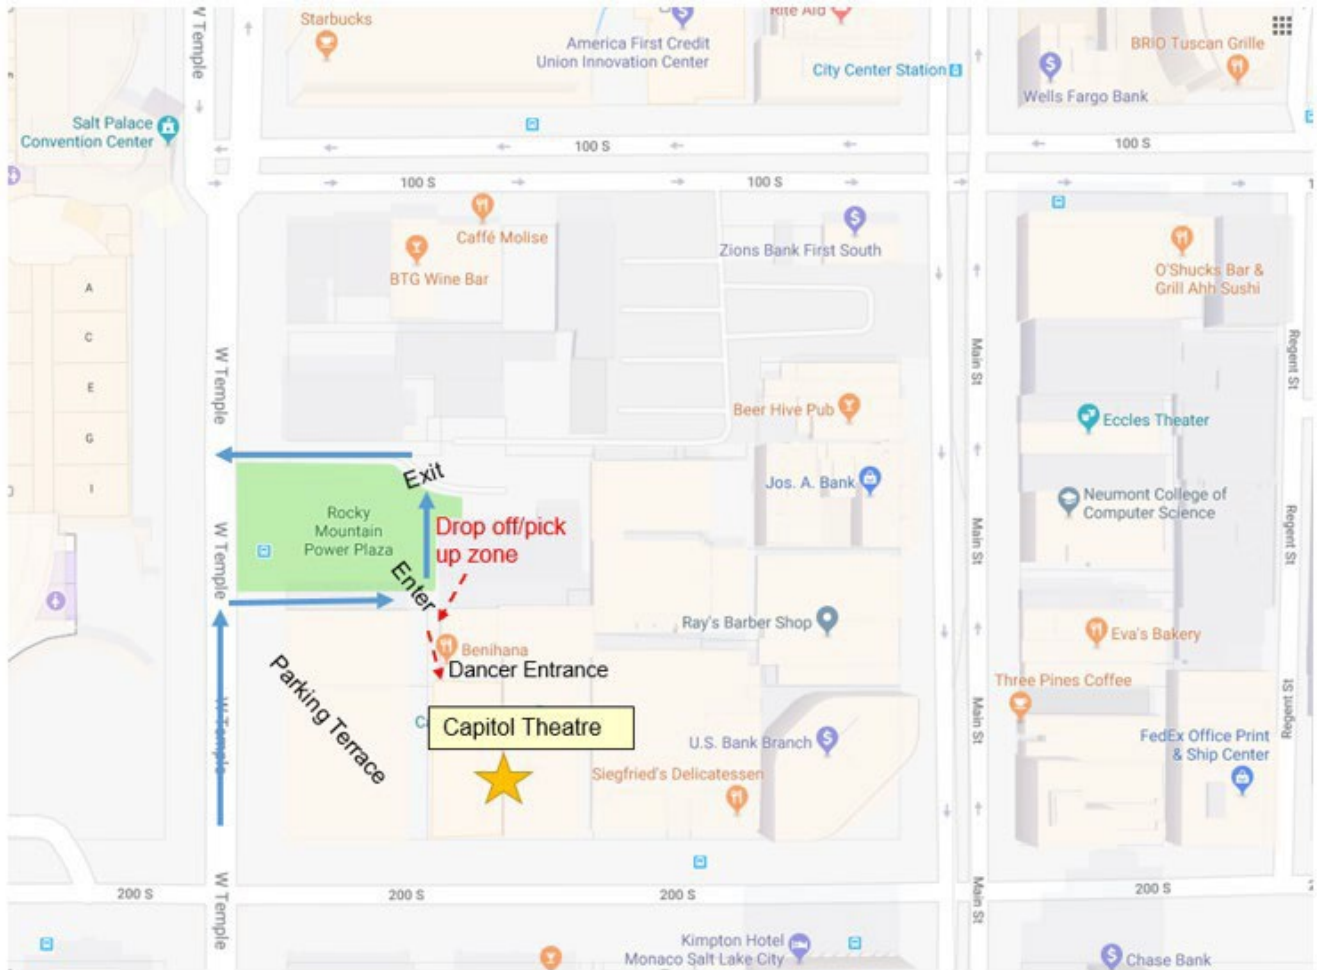 Starbucks
W Temple
America First Credit
Union Innovation Center
Rite Aid
City Center Station
BRIO Tuscan Grille
Wells Fargo Bank
Salt Palace
Convention Center
100 S
100 S
100 S
100 S
Caffé Molise
BTG Wine Bar
Zions Bank First South
O'Shucks Bar &
Grill Ahh Sushi
A
C
E
G
I
W Temple
Main St
Regent St
Beer Hive Pub
Eccles Theater
Exit
Jos. A. Bank
Neumont College of
Computer Science
Rocky
Mountain
Power Plaza
Drop off/pick
up zone
W Temple
Main St
Regent St
Enter
Ray's Barber Shop
Eva's Bakery
Benihana
Dancer Entrance
Parking Terrace
Three Pines Coffee
W Temple
Main St
Regent St
Capitol Theatre
U.S. Bank Branch
FedEx Office Print
& Ship Center
Siegfried's Delicatessen
200 S
200 S
200 S
200 S
W Temple
Main St
Kimpton Hotel
Monaco Salt Lake City
Chase Bank